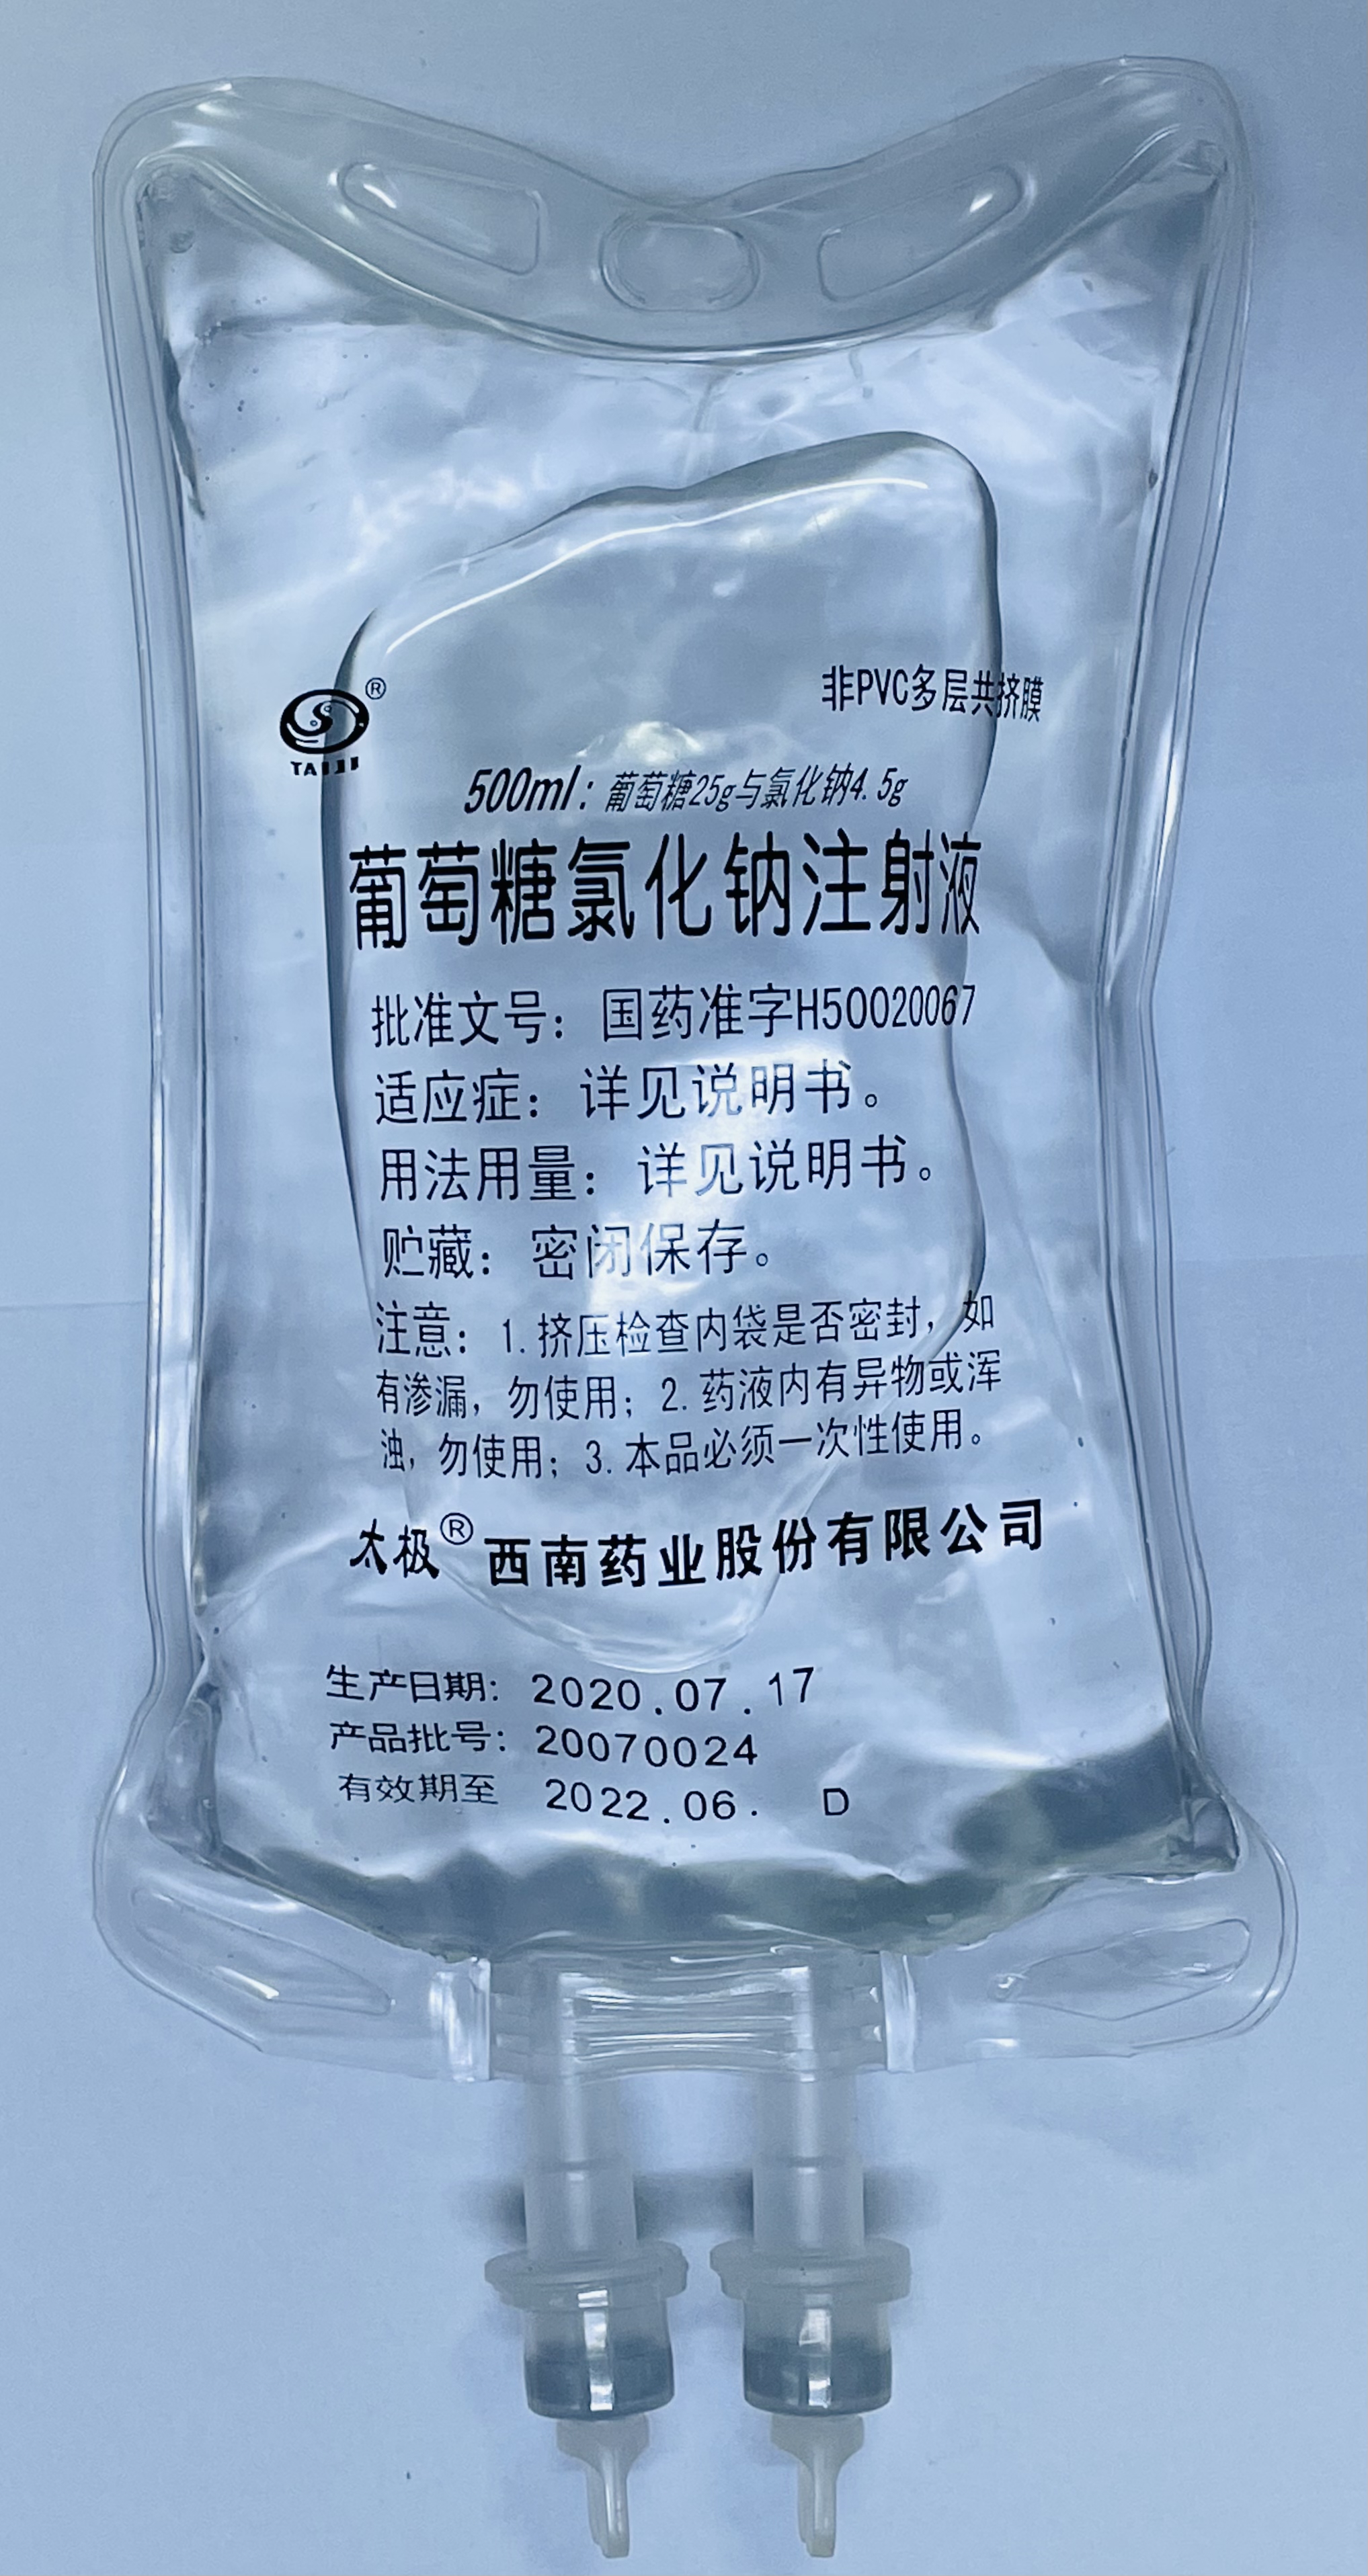 ®
TAIJI
非PVC多层共挤膜
500ml：葡萄糖25g与氯化钠4.5g
葡萄糖氯化钠注射液
批准文号：国药准字H50020067
适应症：详见说明书。
用法用量：详见说明书。
贮藏：密闭保存。
注意：1.挤压检查内袋是否密封，如
有渗漏，勿使用；2.药液内有异物或浑
浊，勿使用；3.本品必须一次性使用。
太极® 西南药业股份有限公司
生产日期：2020.07.17
产品批号：20070024
有效期至 2022.06. D